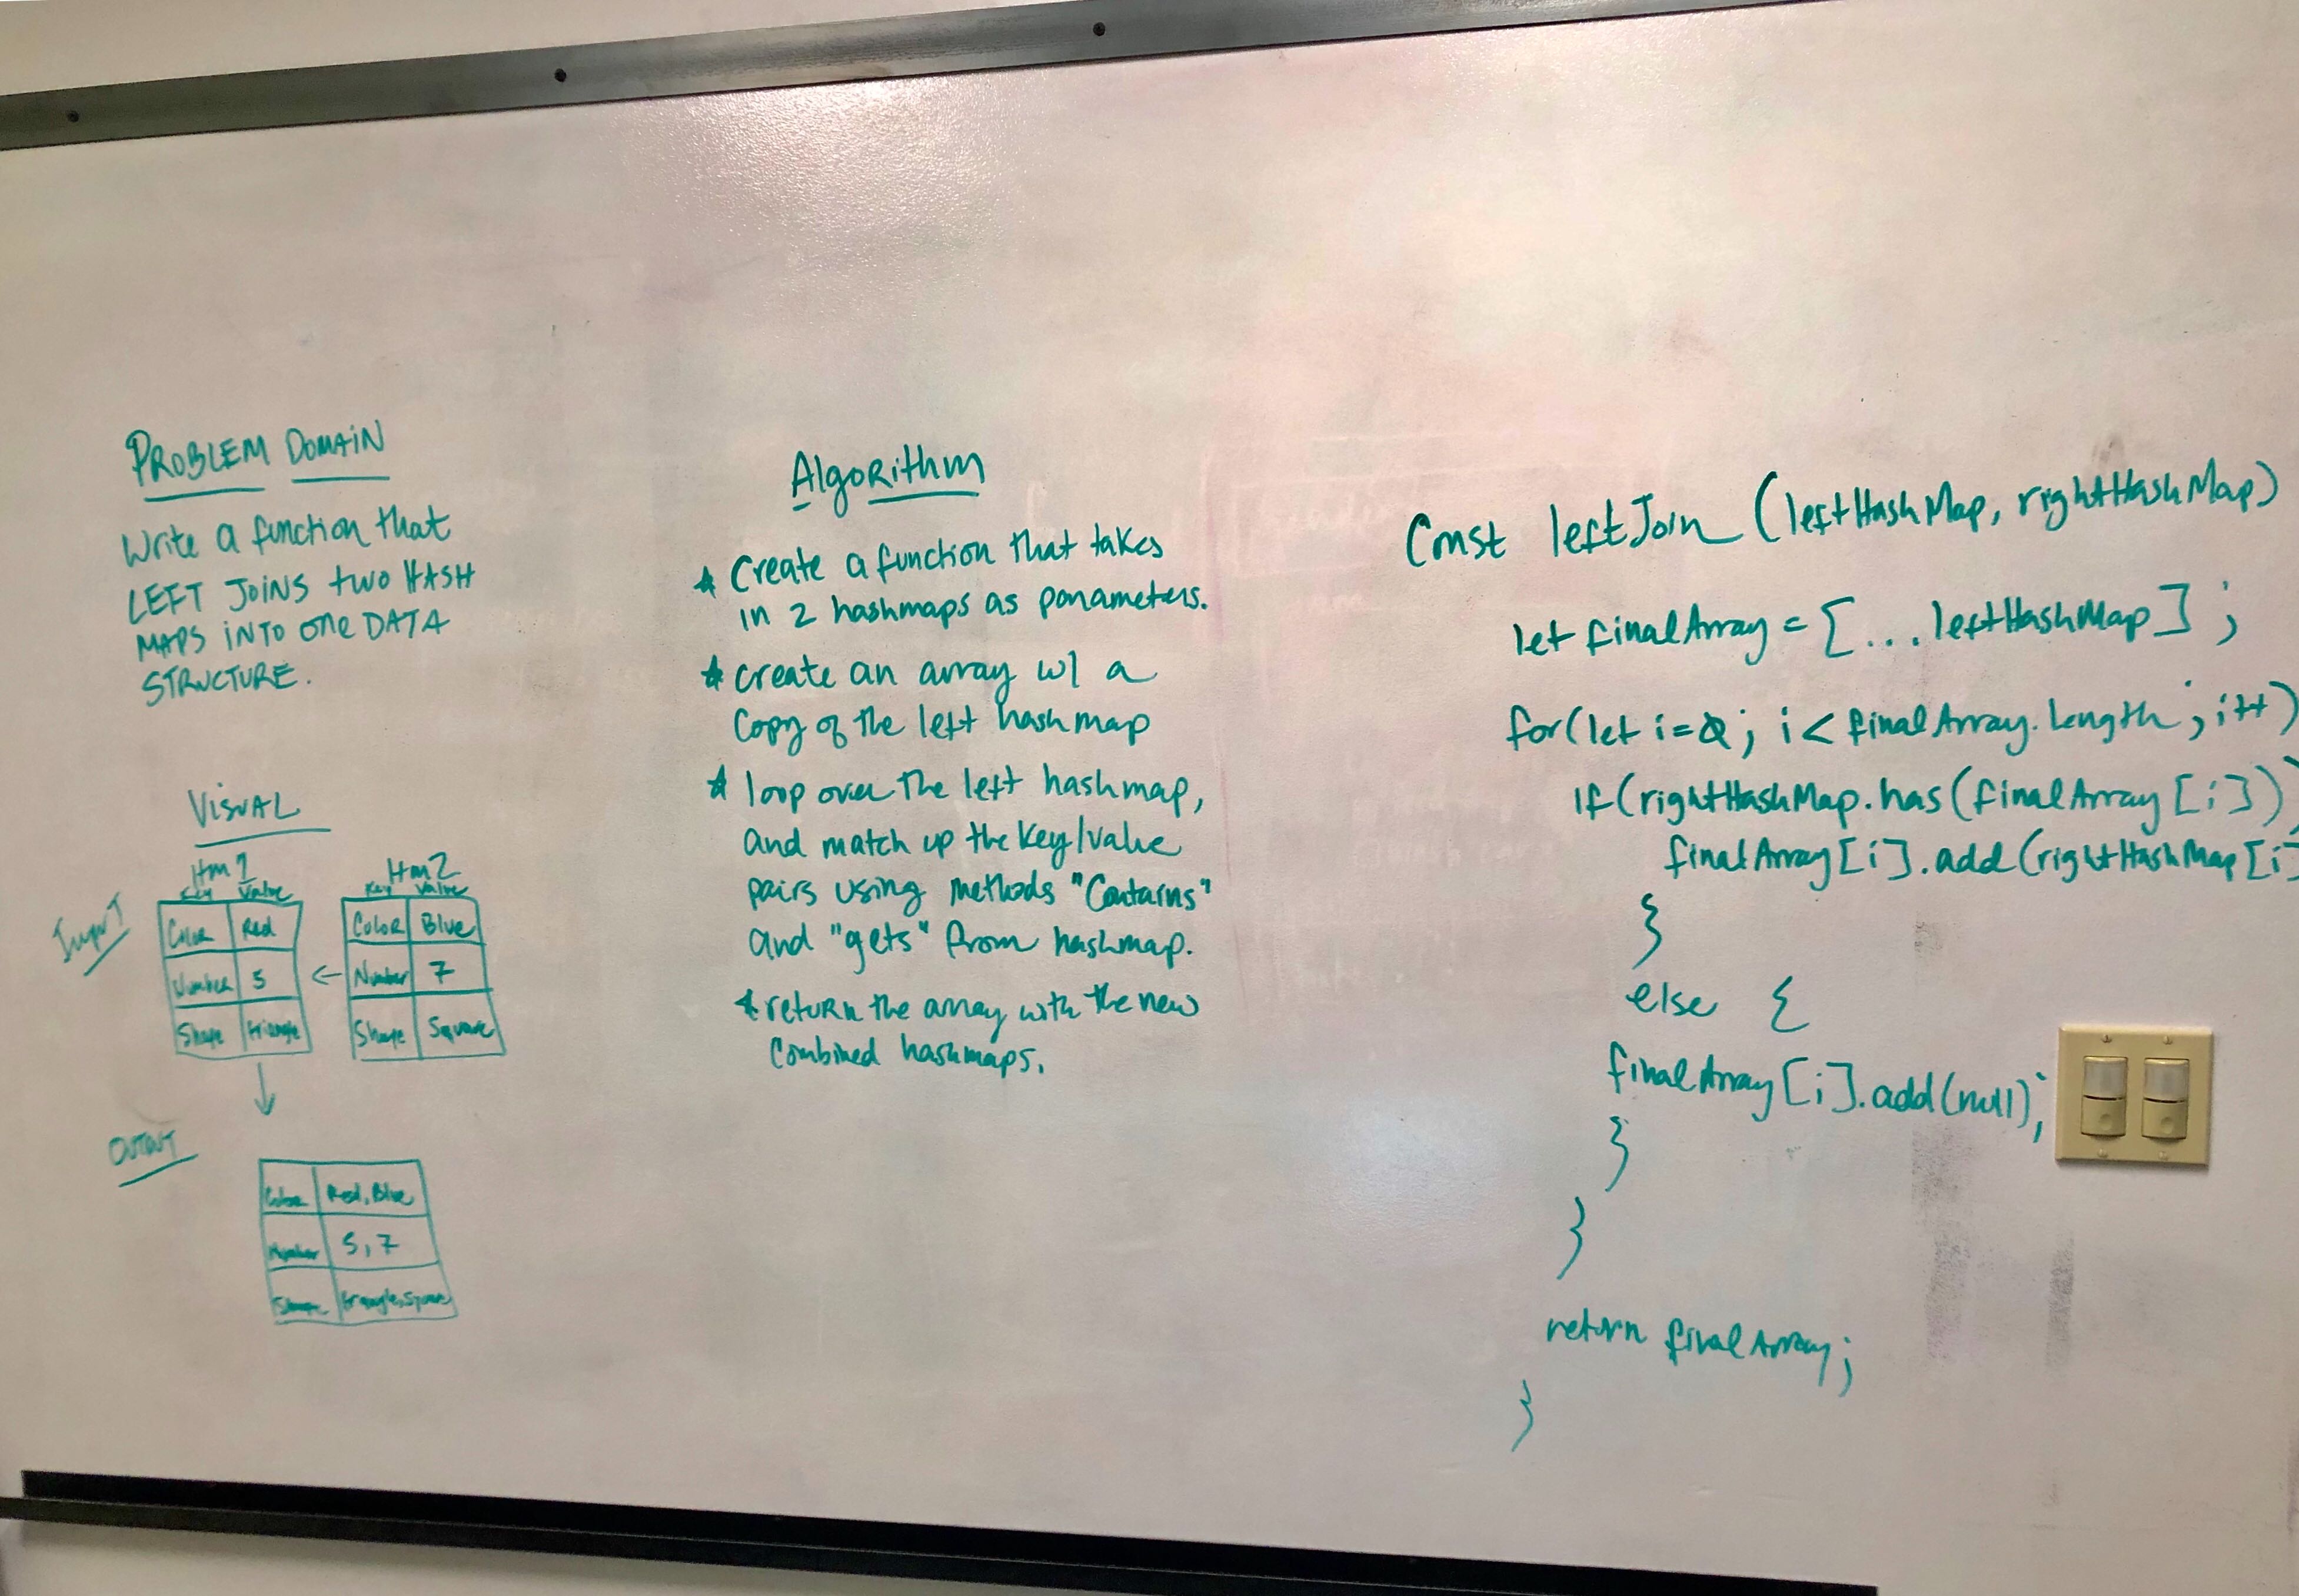 PROBLEM DOMAIN
Write a function that
LEFT JOINS two HASH
MAPS INTO one DATA
STRUCTURE.
VISUAL
Hm 1
Key Value
Color Red
Number 5
Shape triangle
Hm2
Key Value
Color Blue
Number 7
Shape Square
INPUT
←
OUTPUT
Color Red, Blue
Number 5, 7
Shape triangle, Square
Algorithm
* Create a function that takes
in 2 hashmaps as parameters.
* create an array w/ a
copy of the left hashmap
* loop over the left hashmap,
and match up the key/value
pairs using methods "Contains"
and "gets" from hashmap.
* return the array with the new
combined hashmaps.
Const leftJoin (leftHashMap, rightHashMap)
let finalArray = [...leftHashMap];
for(let i=0; i < finalArray.length; i++)
if(rightHashMap.has(finalArray[i]))
finalArray[i].add(rightHashMap[i]
}
else {
finalArray[i].add(null);
}
}
return finalArray;
}